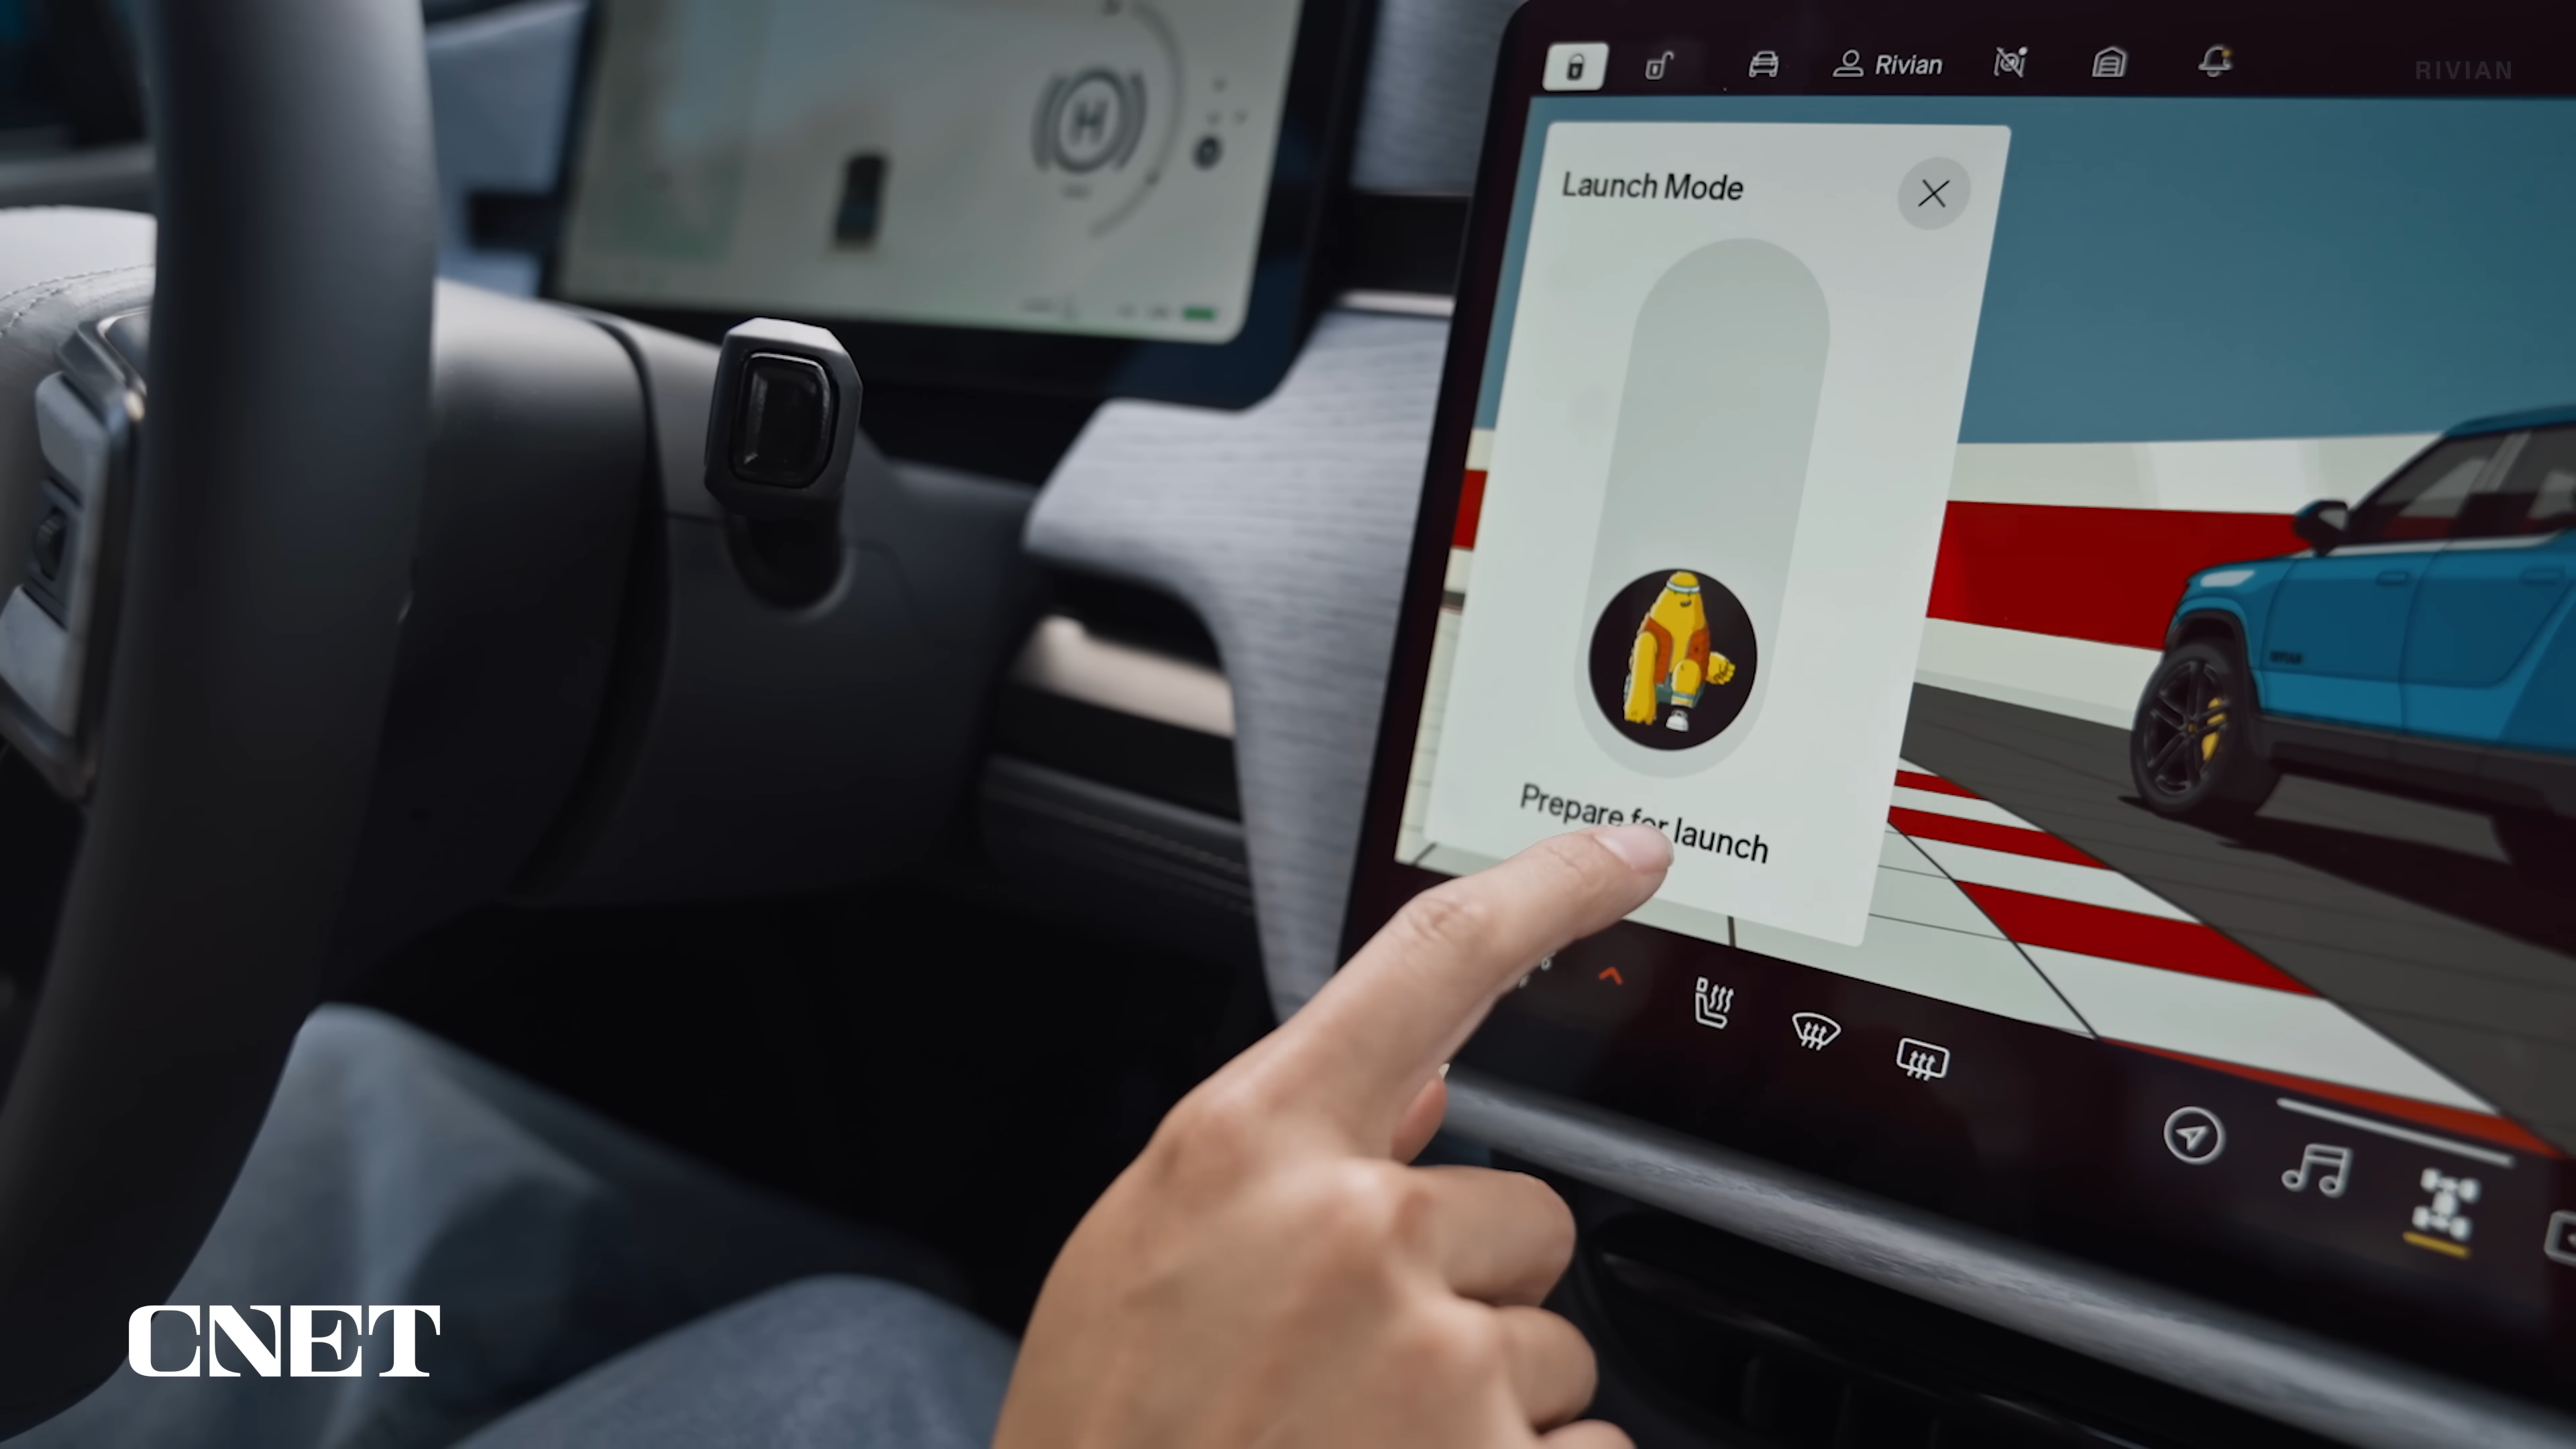 Rivian
RIVIAN
Launch Mode
H
Prepare for launch
CNET